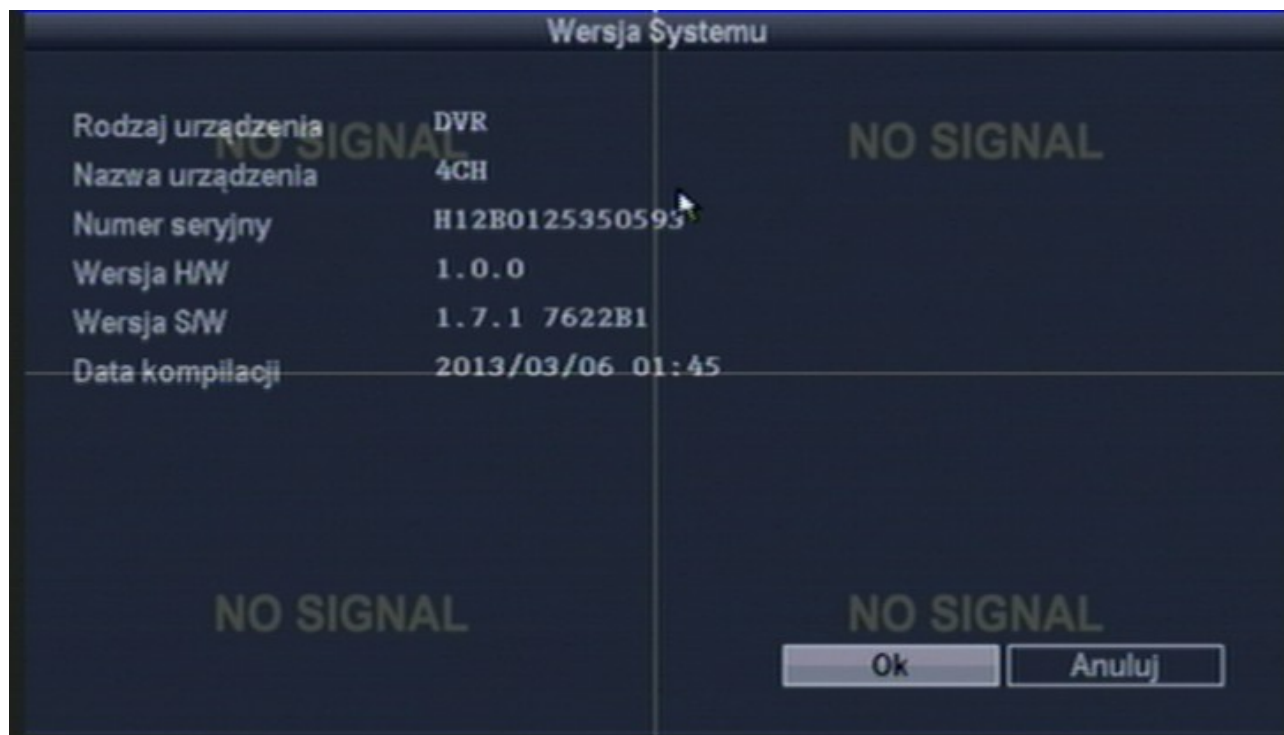 Wersja Systemu
Rodzaj urządzenia DVR
NO SIGNAL NO SIGNAL
Nazwa urządzenia 4CH
Numer seryjny H12B0125350593
Wersja H/W 1.0.0
Wersja S/W 1.7.1 7622B1
Data kompilacji 2013/03/06 01:45
NO SIGNAL NO SIGNAL
Ok Anuluj